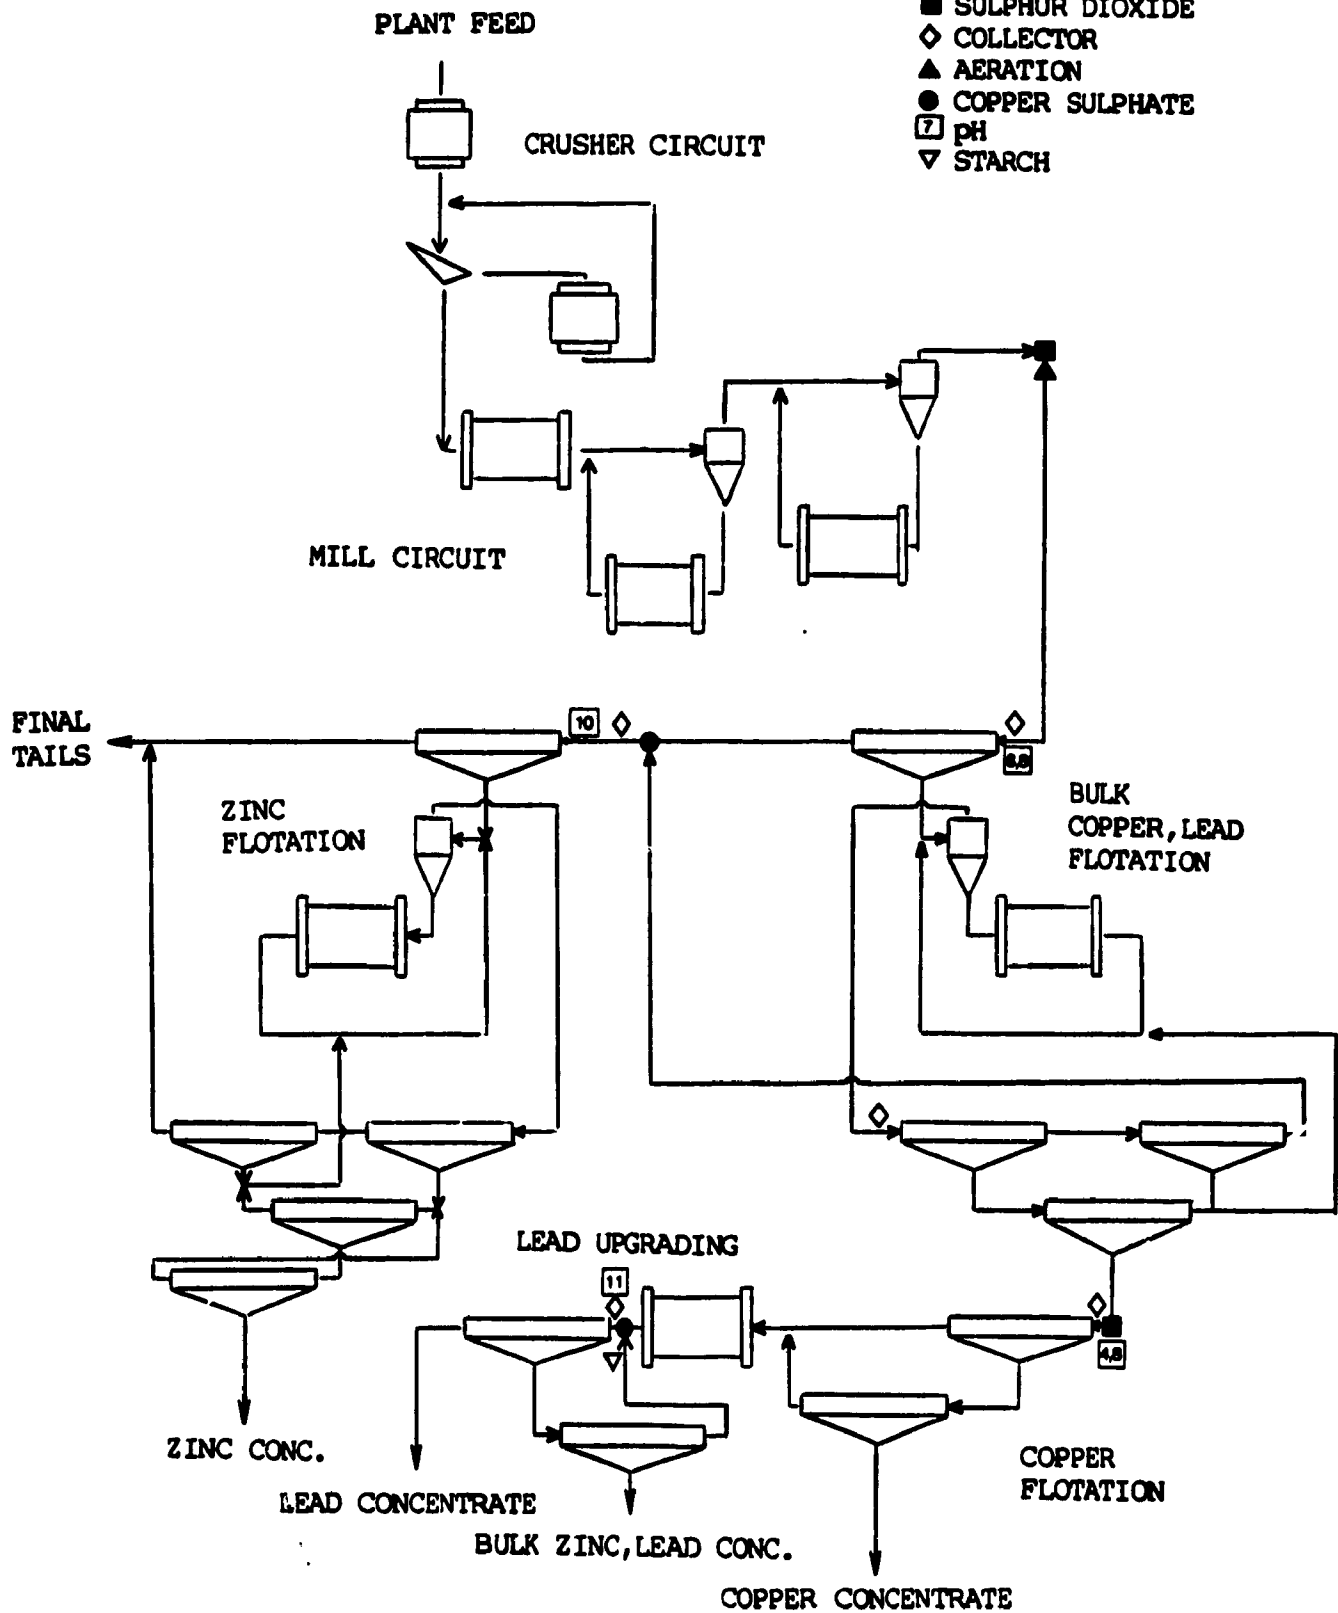 SULPHUR DIOXIDE
PLANT FEED
COLLECTOR
AERATION
COPPER SULPHATE
7 pH
STARCH
CRUSHER CIRCUIT
MILL CIRCUIT
FINAL
TAILS
10
ZINC
FLOTATION
BULK
COPPER,LEAD
FLOTATION
LEAD UPGRADING
11
4,8
ZINC CONC.
LEAD CONCENTRATE
BULK ZINC,LEAD CONC.
COPPER
FLOTATION
COPPER CONCENTRATE